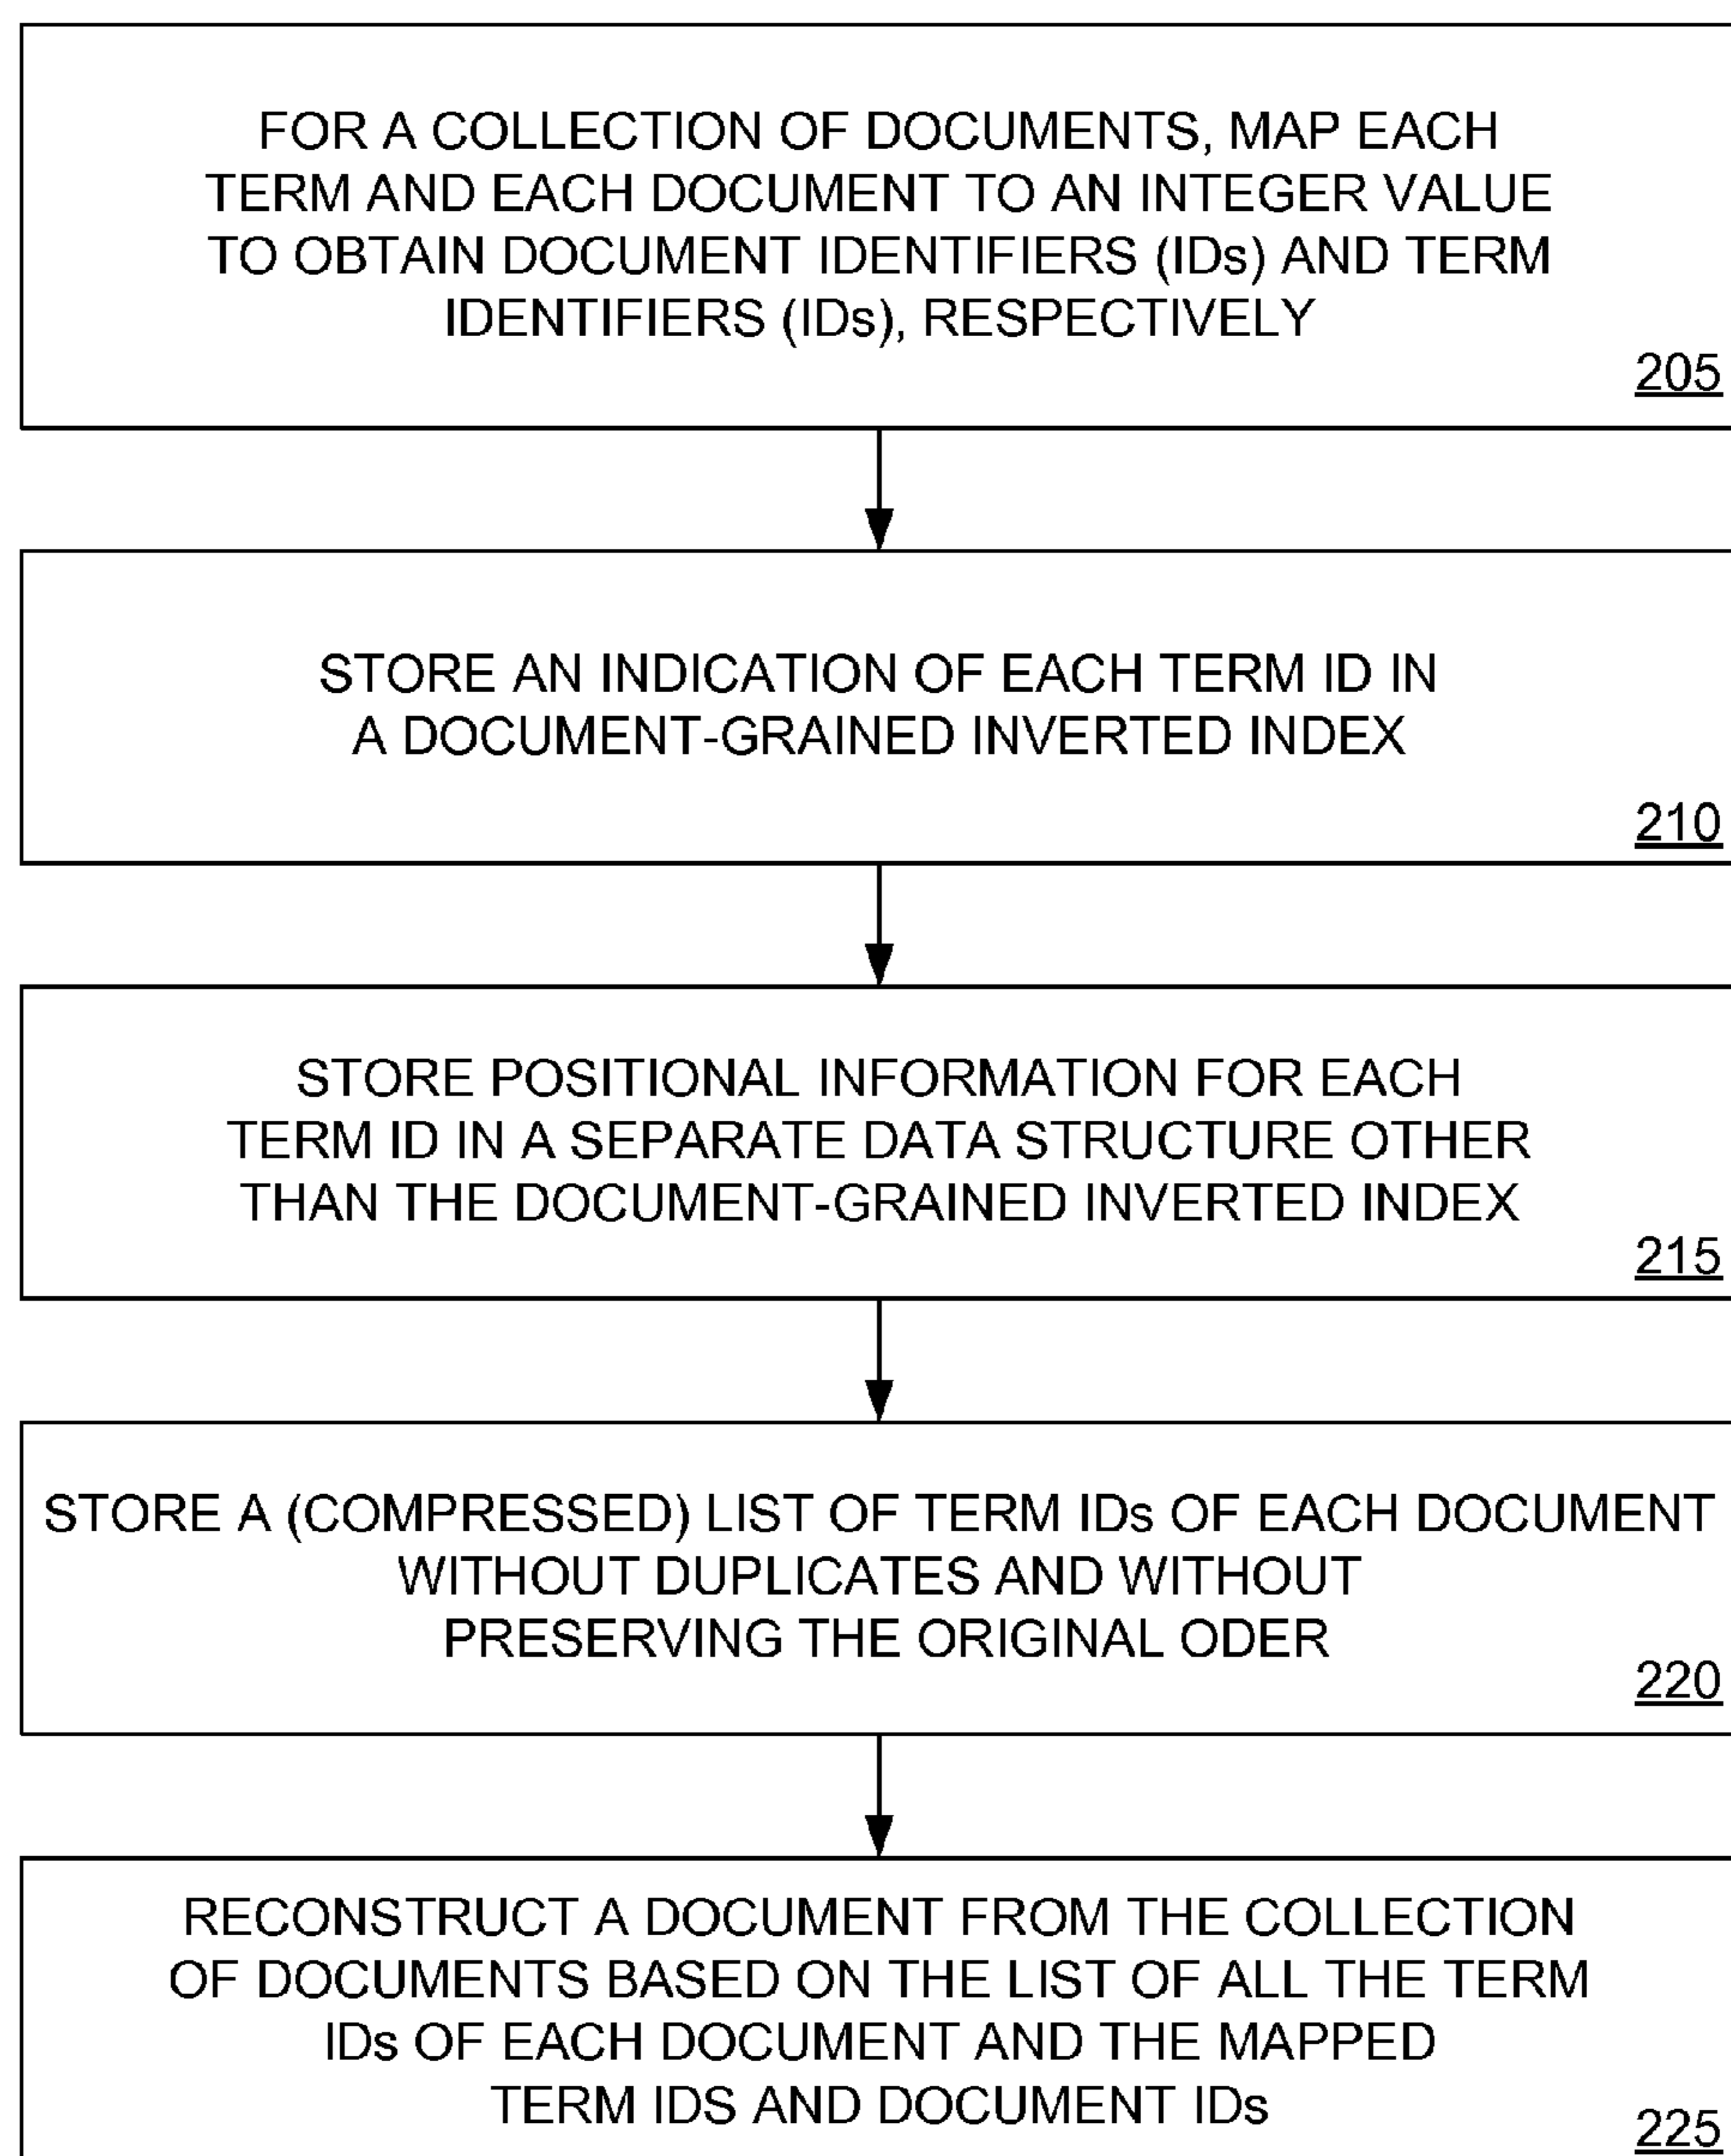 FOR A COLLECTION OF DOCUMENTS, MAP EACH
TERM AND EACH DOCUMENT TO AN INTEGER VALUE
TO OBTAIN DOCUMENT IDENTIFIERS (IDs) AND TERM
IDENTIFIERS (IDs), RESPECTIVELY
205
STORE AN INDICATION OF EACH TERM ID IN
A DOCUMENT-GRAINED INVERTED INDEX
210
STORE POSITIONAL INFORMATION FOR EACH
TERM ID IN A SEPARATE DATA STRUCTURE OTHER
THAN THE DOCUMENT-GRAINED INVERTED INDEX
215
STORE A (COMPRESSED) LIST OF TERM IDs OF EACH DOCUMENT
WITHOUT DUPLICATES AND WITHOUT
PRESERVING THE ORIGINAL ODER
220
RECONSTRUCT A DOCUMENT FROM THE COLLECTION
OF DOCUMENTS BASED ON THE LIST OF ALL THE TERM
IDs OF EACH DOCUMENT AND THE MAPPED
TERM IDS AND DOCUMENT IDs
225